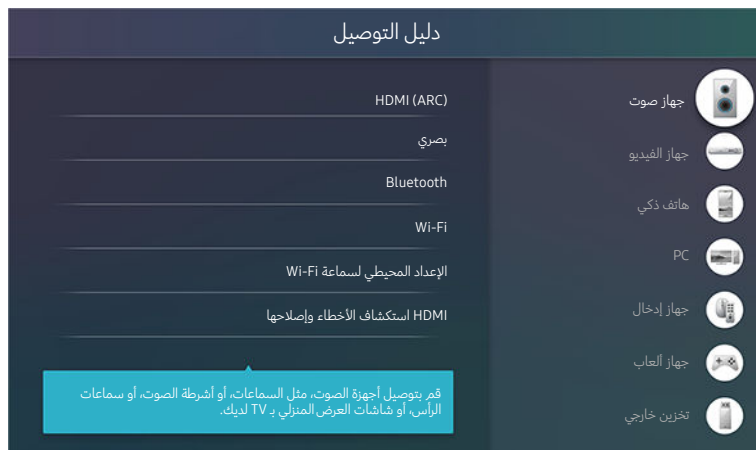 دليل التوصيل
جهاز صوت
جهاز الفيديو
هاتف ذكي
PC
جهاز إدخال
جهاز ألعاب
تخزين خارجي
HDMI (ARC)
بصري
Bluetooth
Wi-Fi
الإعداد المحيطي لسماعة Wi-Fi
HDMI استكشاف الأخطاء وإصلاحها
قم بتوصيل أجهزة الصوت، مثل السماعات، أو أشرطة الصوت، أو سماعات
الرأس، أو شاشات العرض المنزلي بـ TV لديك.